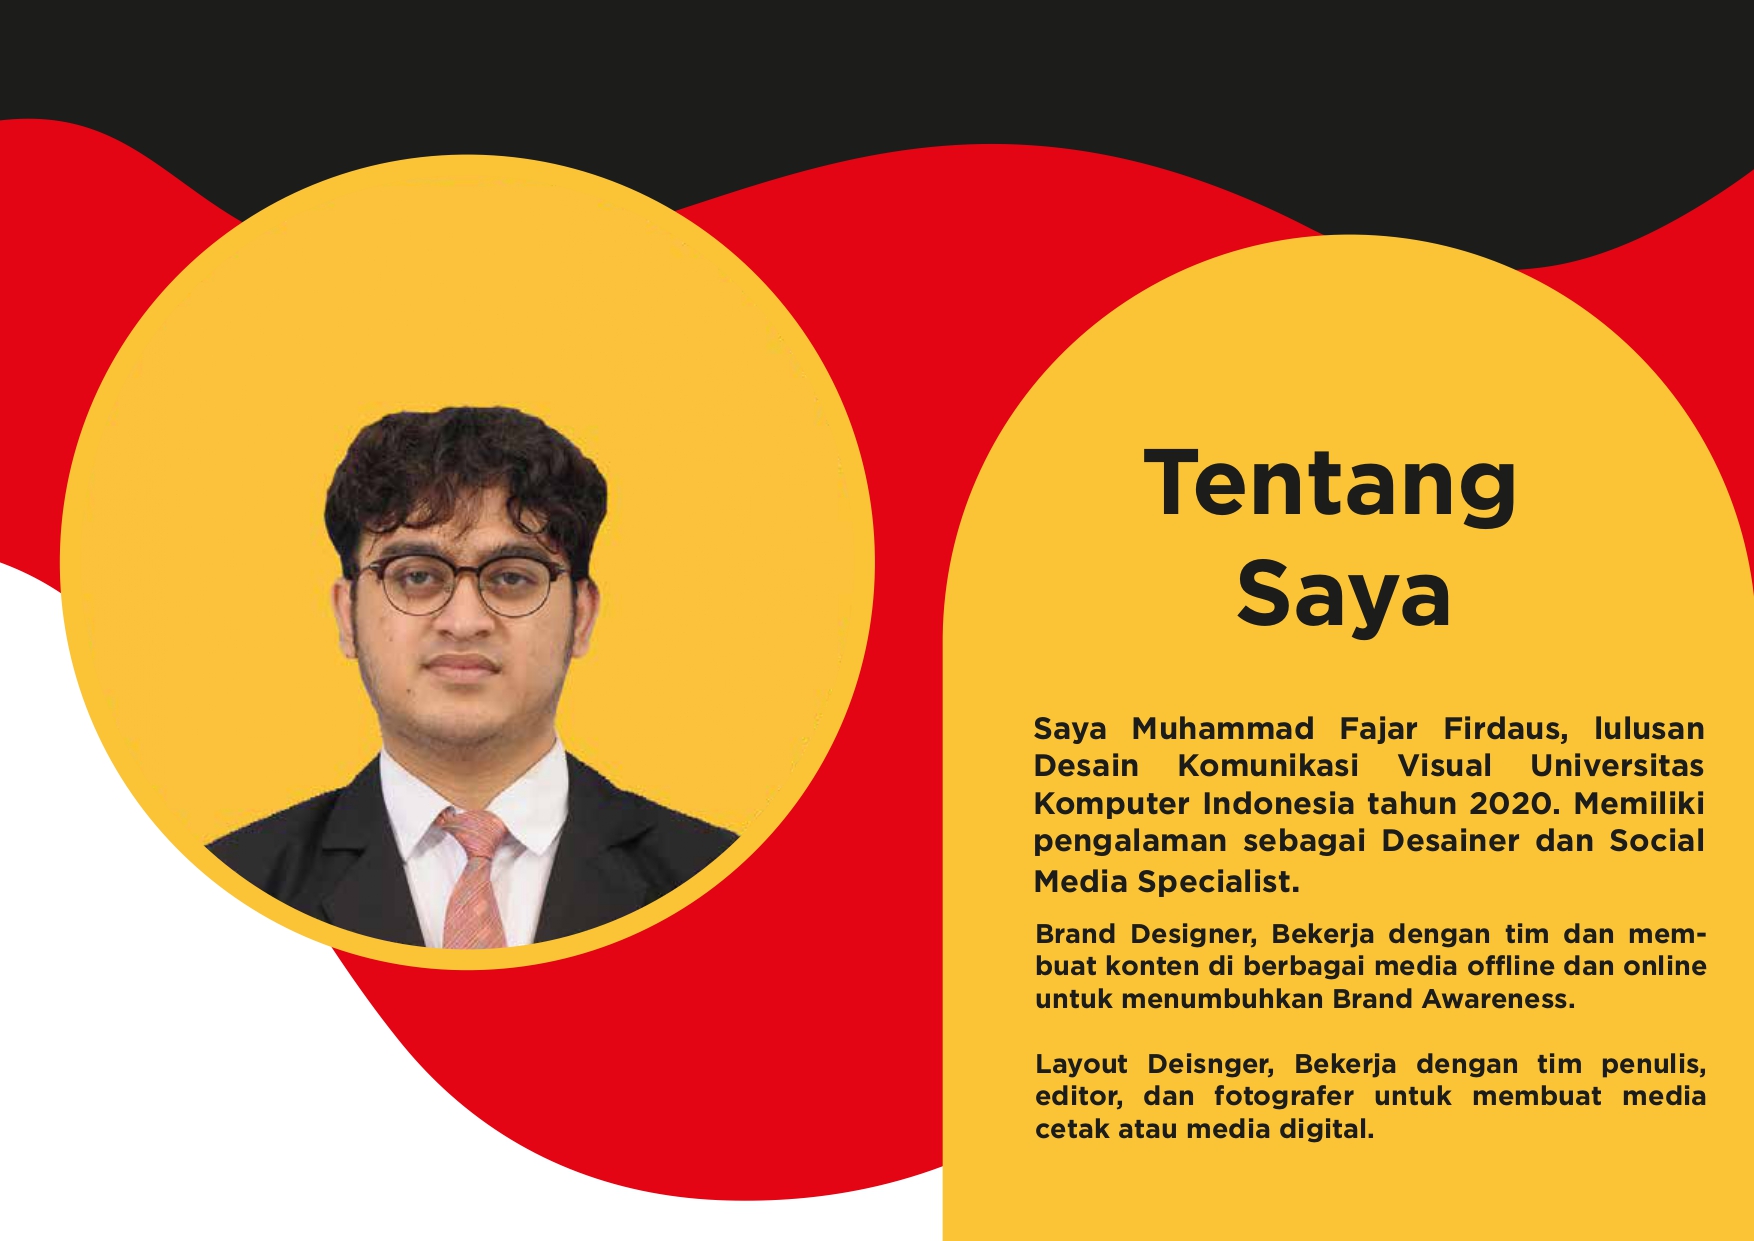 Tentang
Saya
Saya Muhammad Fajar Firdaus, lulusan
Desain Komunikasi Visual Universitas
Komputer Indonesia tahun 2020. Memiliki
pengalaman sebagai Desainer dan Social
Media Specialist.
Brand Designer, Bekerja dengan tim dan mem-
buat konten di berbagai media offline dan online
untuk menumbuhkan Brand Awareness.
Layout Deisnger, Bekerja dengan tim penulis,
editor, dan fotografer untuk membuat media
cetak atau media digital.